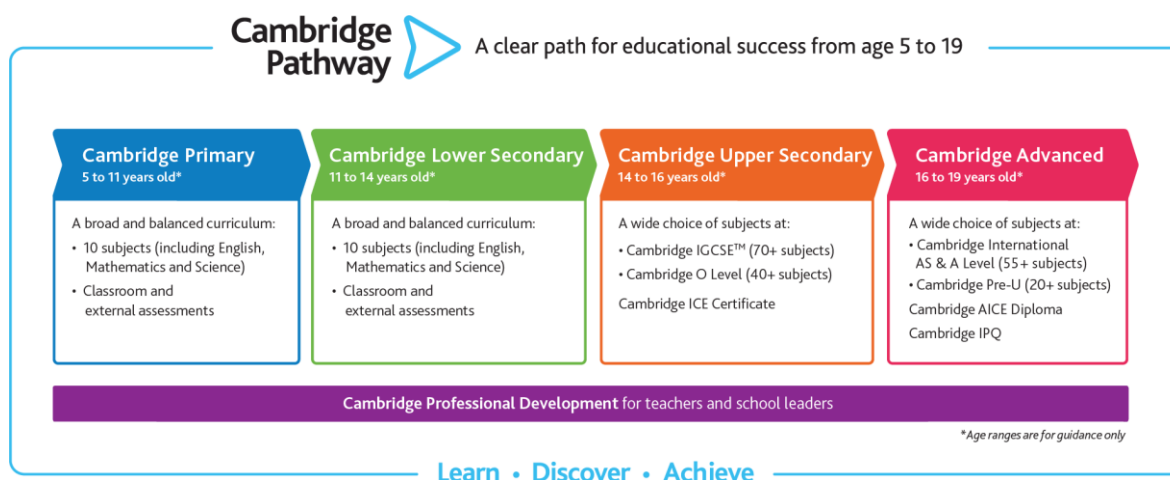 Cambridge
Pathway
A clear path for educational success from age 5 to 19
Cambridge Primary
5 to 11 years old*
A broad and balanced curriculum:
• 10 subjects (including English,
Mathematics and Science)
• Classroom and
external assessments
Cambridge Lower Secondary
11 to 14 years old*
A broad and balanced curriculum:
• 10 subjects (including English,
Mathematics and Science)
• Classroom and
external assessments
Cambridge Upper Secondary
14 to 16 years old*
A wide choice of subjects at:
• Cambridge IGCSE™ (70+ subjects)
• Cambridge O Level (40+ subjects)
Cambridge ICE Certificate
Cambridge Advanced
16 to 19 years old*
A wide choice of subjects at:
• Cambridge International
AS & A Level (55+ subjects)
• Cambridge Pre-U (20+ subjects)
Cambridge AICE Diploma
Cambridge IPQ
Cambridge Professional Development for teachers and school leaders
*Age ranges are for guidance only
Learn • Discover • Achieve